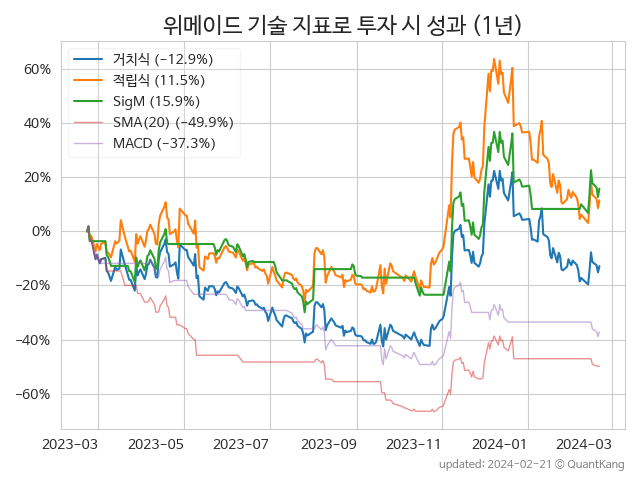 위메이드 기술 지표로 투자 시 성과 (1년)
거치식 (−12.9%)
적립식 (11.5%)
SigM (15.9%)
SMA(20) (−49.9%)
MACD (−37.3%)
60%
40%
20%
0%
−20%
−40%
−60%
2023-03 2023-05 2023-07 2023-09 2023-11 2024-01 2024-03
updated: 2024-02-21 © QuantKang